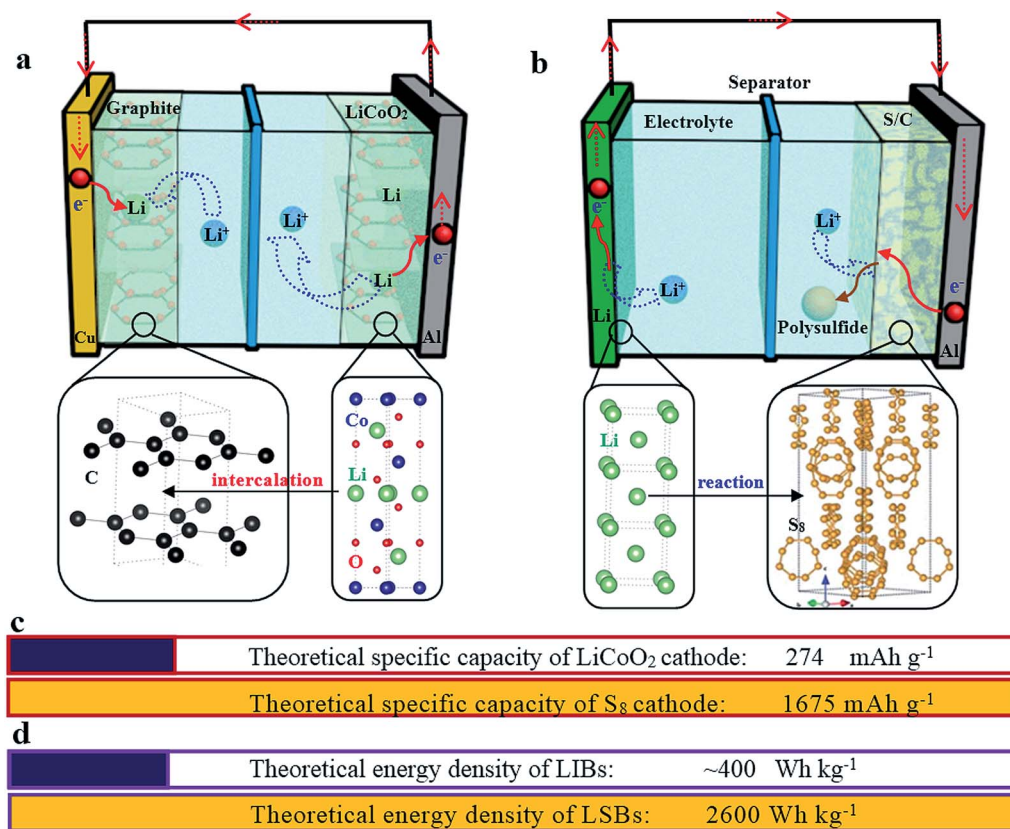 a
Graphite
LiCoO₂
e⁻
Li
Li⁺
Li⁺
Li
Li
e⁻
Cu
Al
b
Separator
Electrolyte
S/C
e⁻
Li⁺
Li⁺
e⁻
Li
Polysulfide
Al
C
intercalation
Co
Li
O
Li
reaction
S₈
c
Theoretical specific capacity of LiCoO₂ cathode: 274 mAh g⁻¹
Theoretical specific capacity of S₈ cathode: 1675 mAh g⁻¹
d
Theoretical energy density of LIBs: ~400 Wh kg⁻¹
Theoretical energy density of LSBs: 2600 Wh kg⁻¹